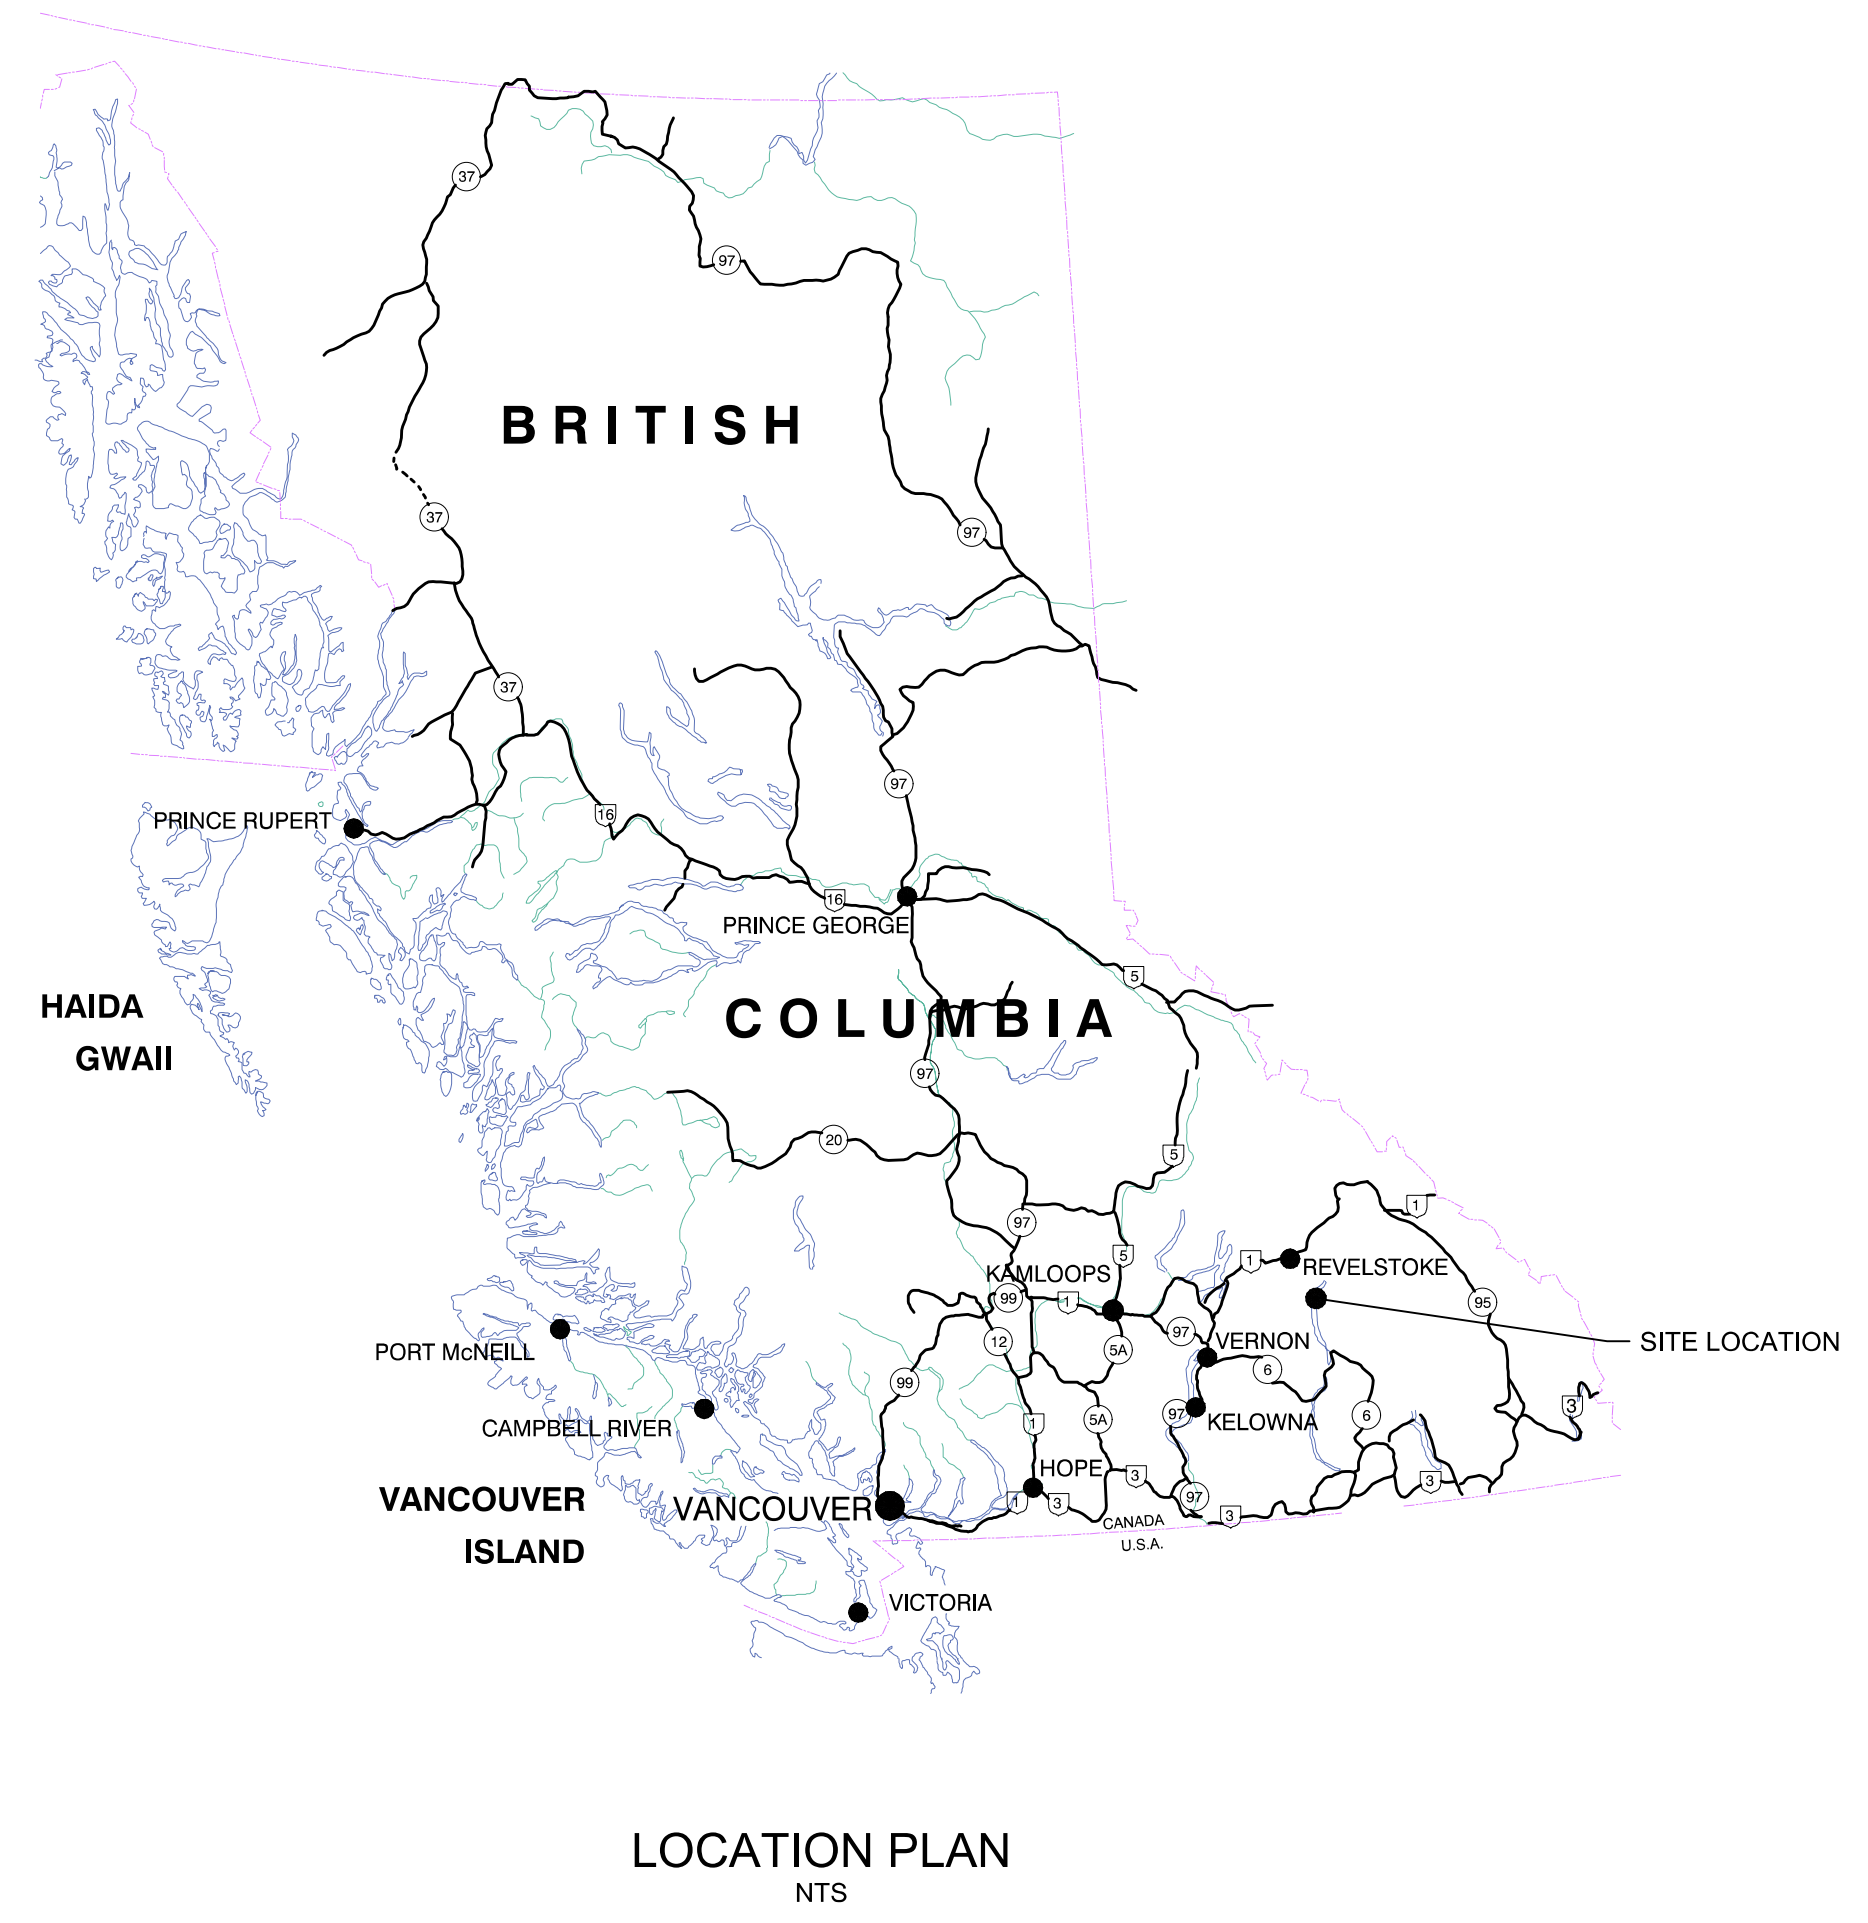 37
97
BRITISH
37
97
37
97
16
PRINCE RUPERT
16
PRINCE GEORGE
5
HAIDA
GWAII
COLUMBIA
97
20
5
97
1
5
1
REVELSTOKE
KAMLOOPS
99
1
95
97
12
VERNON
SITE LOCATION
5A
PORT McNEILL
6
99
3
97
5A
6
KELOWNA
1
CAMPBELL RIVER
HOPE
3
3
VANCOUVER
ISLAND
97
VANCOUVER
1
3
3
CANADA
U.S.A.
VICTORIA
LOCATION PLAN
NTS